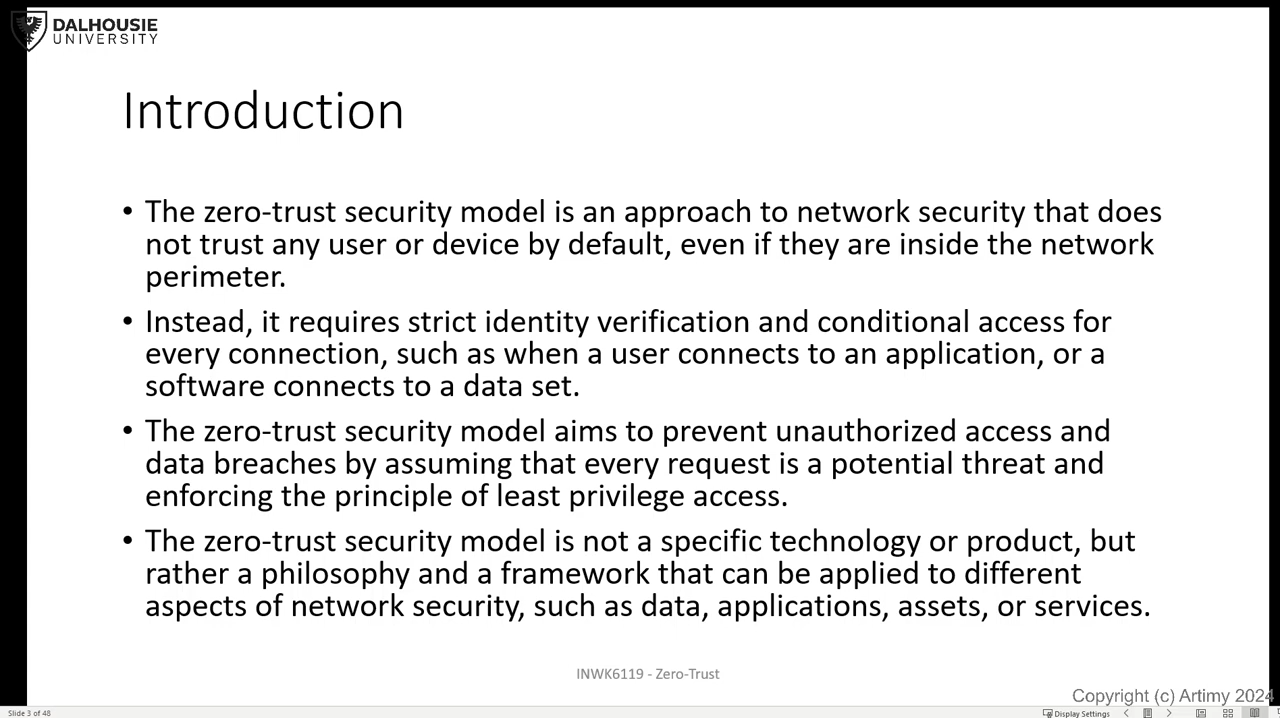 DALHOUSIE
UNIVERSITY
Introduction
• The zero-trust security model is an approach to network security that does
not trust any user or device by default, even if they are inside the network
perimeter.
• Instead, it requires strict identity verification and conditional access for
every connection, such as when a user connects to an application, or a
software connects to a data set.
• The zero-trust security model aims to prevent unauthorized access and
data breaches by assuming that every request is a potential threat and
enforcing the principle of least privilege access.
• The zero-trust security model is not a specific technology or product, but
rather a philosophy and a framework that can be applied to different
aspects of network security, such as data, applications, assets, or services.
INWK6119 - Zero-Trust
Copyright (c) Artimy 2024
Slide 3 of 48
Display Settings